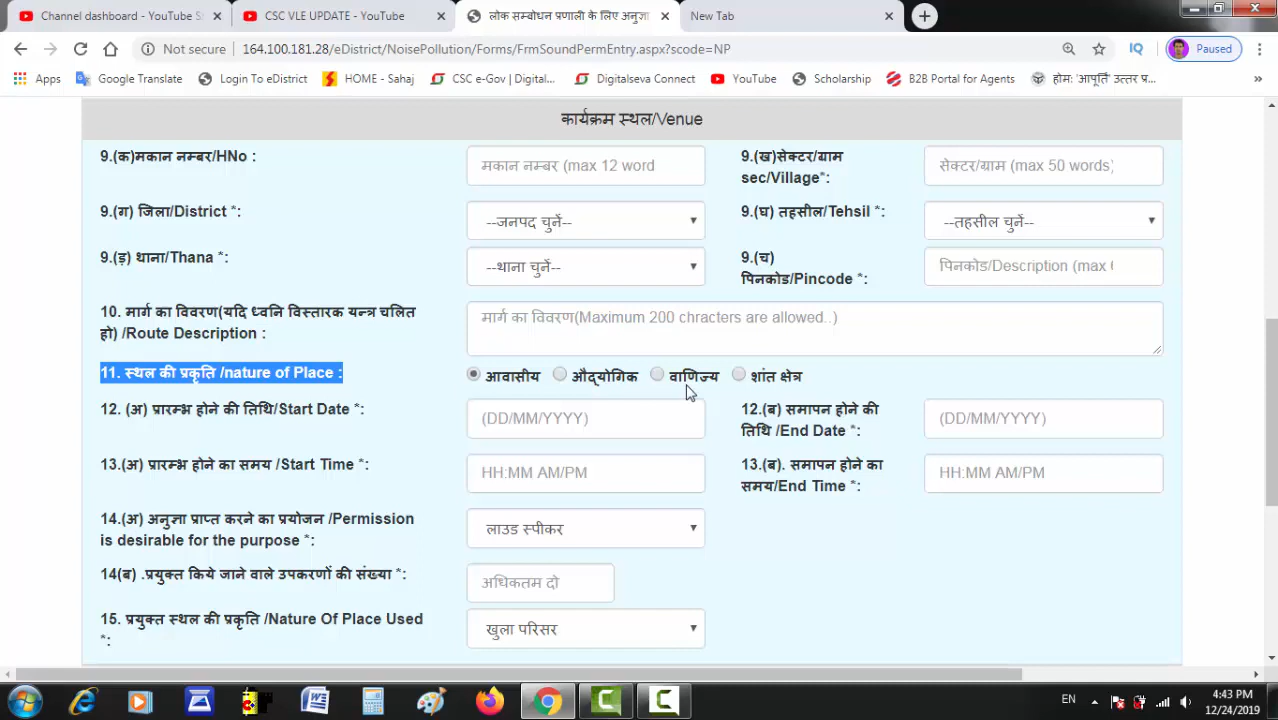 Channel dashboard - YouTube S
CSC VLE UPDATE - YouTube
लोक सम्बोधन प्रणाली के लिए अनुज्ञा
New Tab
Not secure
164.100.181.28/eDistrict/NoisePollution/Forms/FrmSoundPermEntry.aspx?scode=NP
IQ
Paused
Apps
Google Translate
Login To eDistrict
HOME - Sahaj
CSC e-Gov | Digital...
Digitalseva Connect
YouTube
Scholarship
B2B Portal for Agents
होम: 'आपूर्ति' उत्तर प्र...
»
कार्यक्रम स्थल/Venue
9.(क)मकान नम्बर/HNo :
मकान नम्बर (max 12 word
9.(ख)सेक्टर/ग्राम
sec/Village*:
सेक्टर/ग्राम (max 50 words)
9.(ग) जिला/District *:
--जनपद चुनें--
9.(घ) तहसील/Tehsil *:
--तहसील चुनें--
9.(ड़) थाना/Thana *:
--थाना चुनें--
9.(च)
पिनकोड/Pincode *:
पिनकोड/Description (max 6
10. मार्ग का विवरण(यदि ध्वनि विस्तारक यन्त्र चलित
हो) /Route Description :
मार्ग का विवरण(Maximum 200 chracters are allowed..)
11. स्थल की प्रकृति /nature of Place :
आवासीय औद्योगिक वाणिज्य शांत क्षेत्र
12. (अ) प्रारम्भ होने की तिथि/Start Date *:
(DD/MM/YYYY)
12.(ब) समापन होने की
तिथि /End Date *:
(DD/MM/YYYY)
13.(अ) प्रारम्भ होने का समय /Start Time *:
HH:MM AM/PM
13.(ब). समापन होने का
समय/End Time *:
HH:MM AM/PM
14.(अ) अनुज्ञा प्राप्त करने का प्रयोजन /Permission
is desirable for the purpose *:
लाउड स्पीकर
14(ब) .प्रयुक्त किये जाने वाले उपकरणों की संख्या *:
अधिकतम दो
15. प्रयुक्त स्थल की प्रकृति /Nature Of Place Used
*:
खुला परिसर
EN
4:43 PM
12/24/2019